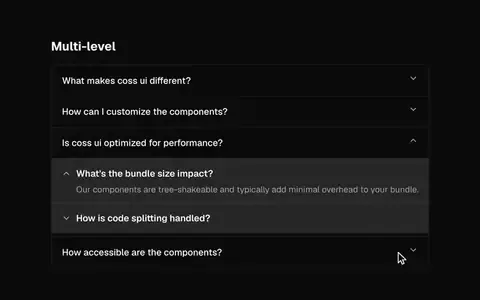 Multi-level
What makes coss ui different?
How can I customize the components?
Is coss ui optimized for performance?
What's the bundle size impact?
Our components are tree-shakeable and typically add minimal overhead to your bundle.
How is code splitting handled?
How accessible are the components?